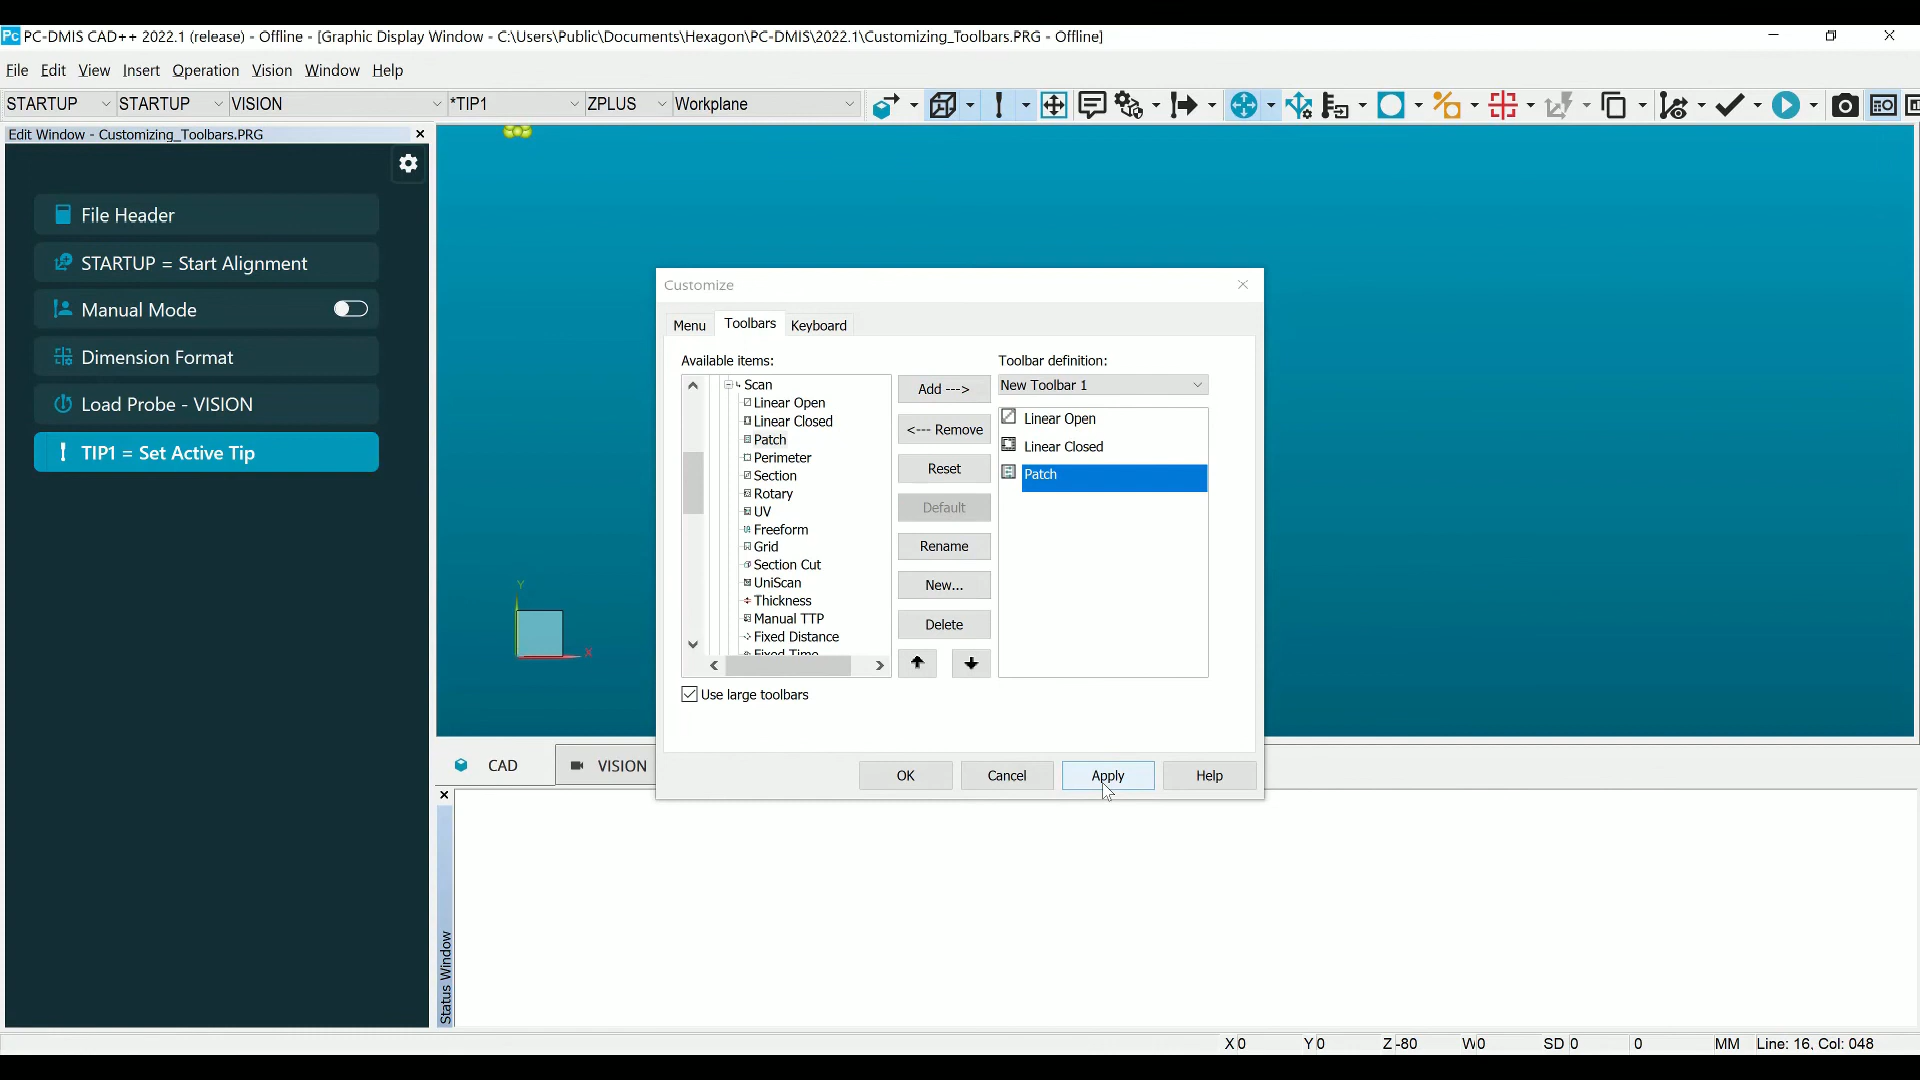 Pc PC-DMIS CAD++ 2022.1 (release) - Offline - [Graphic Display Window - C:\Users\Public\Documents\Hexagon\PC-DMIS\2022.1\Customizing_Toolbars.PRG - Offline]
File Edit View Insert Operation Vision Window Help
STARTUP STARTUP VISION *TIP1 ZPLUS Workplane
Edit Window - Customizing_Toolbars.PRG
File Header
STARTUP = Start Alignment
Manual Mode
Dimension Format
Load Probe - VISION
TIP1 = Set Active Tip
Y
X
Customize
Menu Toolbars Keyboard
Available items:
Scan
Linear Open
Linear Closed
Patch
Perimeter
Section
Rotary
UV
Freeform
Grid
Section Cut
UniScan
Thickness
Manual TTP
Fixed Distance
Fixed Time
Add --->
<--- Remove
Reset
Default
Rename
New...
Delete
Toolbar definition:
New Toolbar 1
Linear Open
Linear Closed
Patch
Use large toolbars
OK Cancel Apply Help
CAD VISION
Status Window
X 0 Y 0 Z -80 W 0 SD 0 0 MM Line: 16, Col: 048